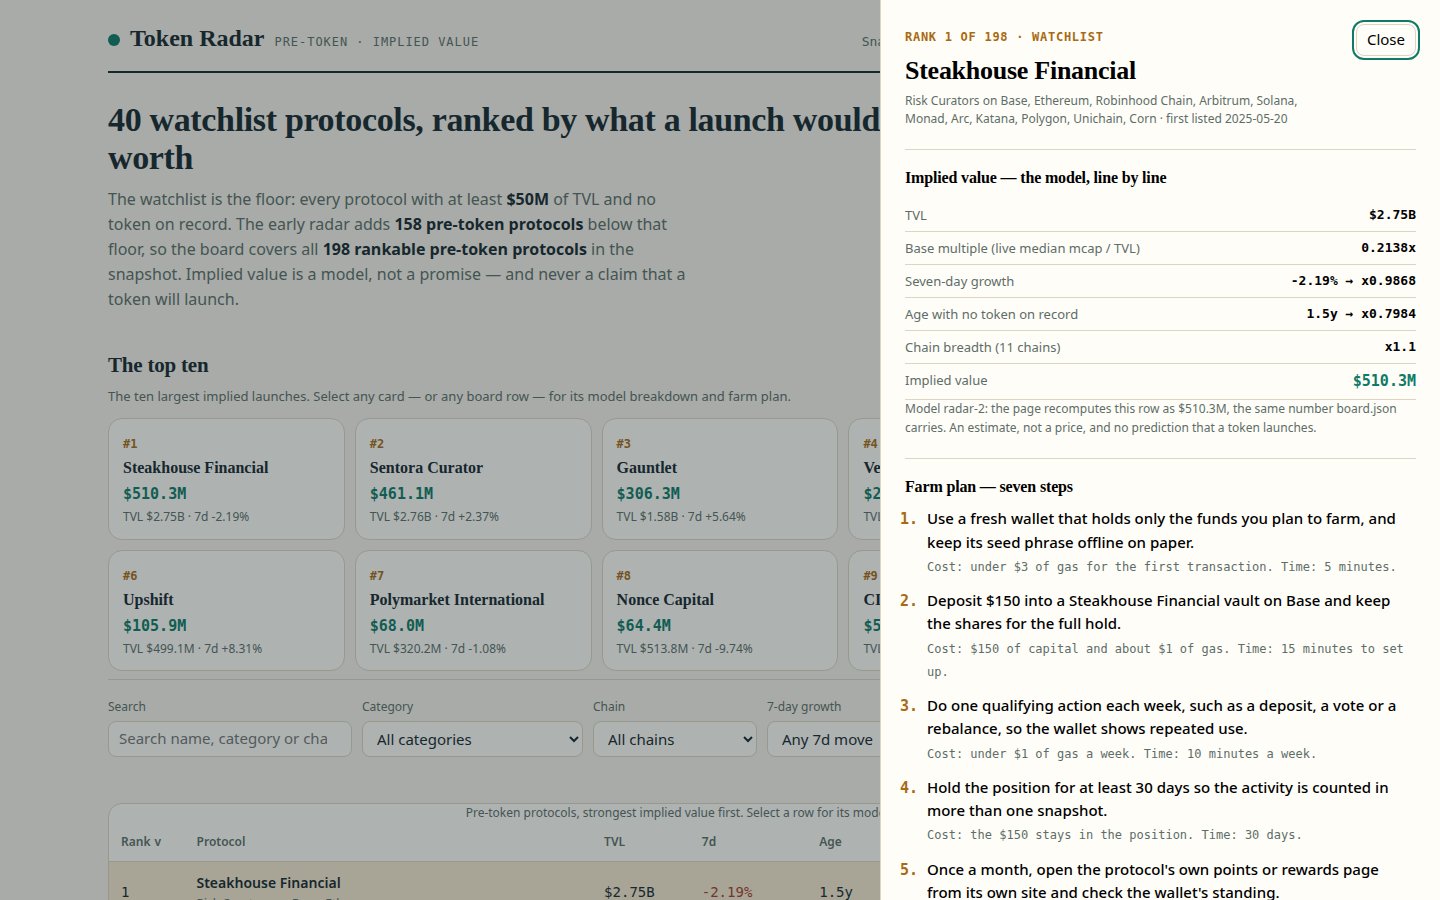 Token Radar PRE-TOKEN · IMPLIED VALUE
40 watchlist protocols, ranked by what a launch would
worth
The watchlist is the floor: every protocol with at least $50M of TVL and no
token on record. The early radar adds 158 pre-token protocols below that
floor, so the board covers all 198 rankable pre-token protocols in the
snapshot. Implied value is a model, not a promise — and never a claim that a
token will launch.
The top ten
The ten largest implied launches. Select any card — or any board row — for its model breakdown and farm plan.
#1
Steakhouse Financial
$510.3M
TVL $2.75B · 7d -2.19%
#2
Sentora Curator
$461.1M
TVL $2.76B · 7d +2.37%
#3
Gauntlet
$306.3M
TVL $1.58B · 7d +5.64%
#4
#6
Upshift
$105.9M
TVL $499.1M · 7d +8.31%
#7
Polymarket International
$68.0M
TVL $320.2M · 7d -1.08%
#8
Nonce Capital
$64.4M
TVL $513.8M · 7d -9.74%
#9
Search
Category
Chain
7-day growth
Search name, category or cha
All categories
All chains
Any 7d move
Pre-token protocols, strongest implied value first. Select a row for its
Rank v Protocol TVL 7d Age
1 Steakhouse Financial $2.75B -2.19% 1.5y
RANK 1 OF 198 · WATCHLIST
Close
Steakhouse Financial
Risk Curators on Base, Ethereum, Robinhood Chain, Arbitrum, Solana,
Monad, Arc, Katana, Polygon, Unichain, Corn · first listed 2025-05-20
Implied value — the model, line by line
TVL $2.75B
Base multiple (live median mcap / TVL) 0.2138x
Seven-day growth -2.19% → x0.9868
Age with no token on record 1.5y → x0.7984
Chain breadth (11 chains) x1.1
Implied value $510.3M
Model radar-2: the page recomputes this row as $510.3M, the same number board.json
carries. An estimate, not a price, and no prediction that a token launches.
Farm plan — seven steps
1. Use a fresh wallet that holds only the funds you plan to farm, and
keep its seed phrase offline on paper.
Cost: under $3 of gas for the first transaction. Time: 5 minutes.
2. Deposit $150 into a Steakhouse Financial vault on Base and keep
the shares for the full hold.
Cost: $150 of capital and about $1 of gas. Time: 15 minutes to set
up.
3. Do one qualifying action each week, such as a deposit, a vote or a
rebalance, so the wallet shows repeated use.
Cost: under $1 of gas a week. Time: 10 minutes a week.
4. Hold the position for at least 30 days so the activity is counted in
more than one snapshot.
Cost: the $150 stays in the position. Time: 30 days.
5. Once a month, open the protocol's own points or rewards page
from its own site and check the wallet's standing.